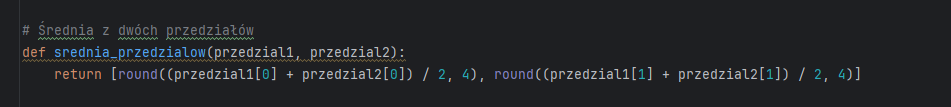 # Średnia z dwóch przedziałów
def srednia_przedzialow(przedzial1, przedzial2):
    return [round((przedzial1[0] + przedzial2[0]) / 2, 4), round((przedzial1[1] + przedzial2[1]) / 2, 4)]